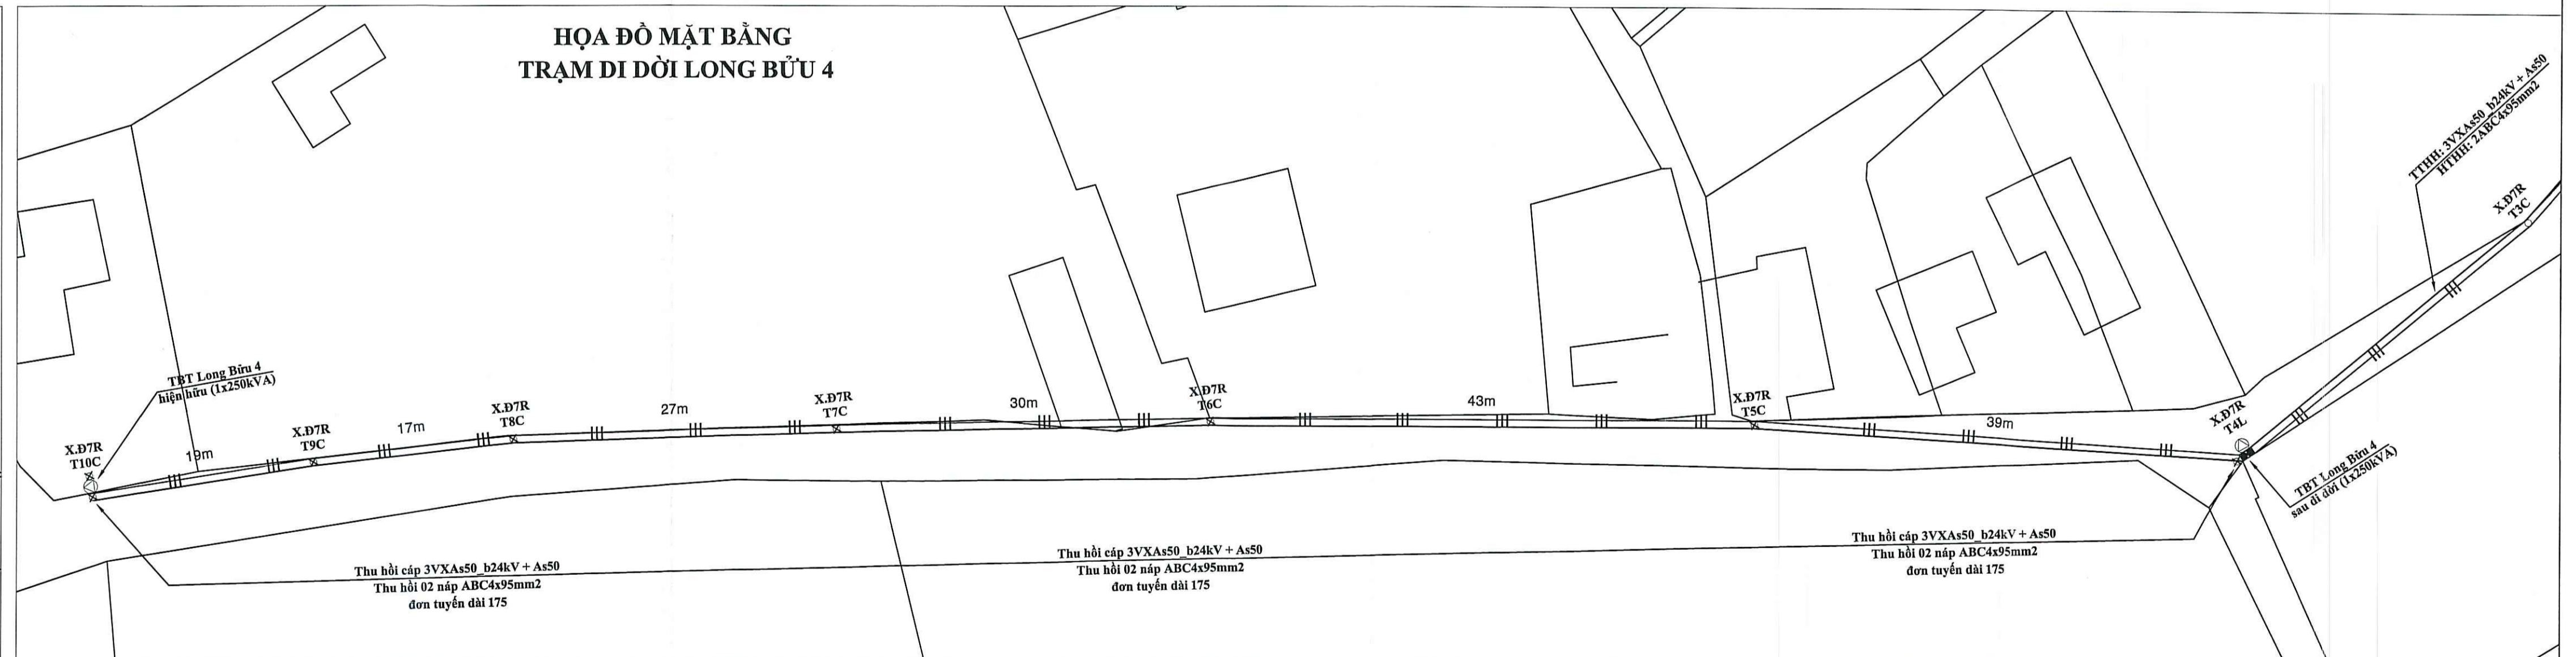 HỌA ĐỒ MẶT BẰNG
TRẠM DI DỜI LONG BỬU 4
TTHH: 3VXAs50_b24kV + As50
HTHH: 2ABC4x95mm2
X.Đ7R
T3C
TBT Long Bửu 4
hiện hữu (1x250kVA)
X.Đ7R
T10C
19m
X.Đ7R
T9C
17m
X.Đ7R
T8C
27m
X.Đ7R
T7C
30m
X.Đ7R
T6C
43m
X.Đ7R
T5C
39m
X.Đ7R
T4L
TBT Long Bửu 4
sau di dời (1x250kVA)
Thu hồi cáp 3VXAs50_b24kV + As50
Thu hồi 02 náp ABC4x95mm2
đơn tuyến dài 175
Thu hồi cáp 3VXAs50_b24kV + As50
Thu hồi 02 náp ABC4x95mm2
đơn tuyến dài 175
Thu hồi cáp 3VXAs50_b24kV + As50
Thu hồi 02 náp ABC4x95mm2
đơn tuyến dài 175